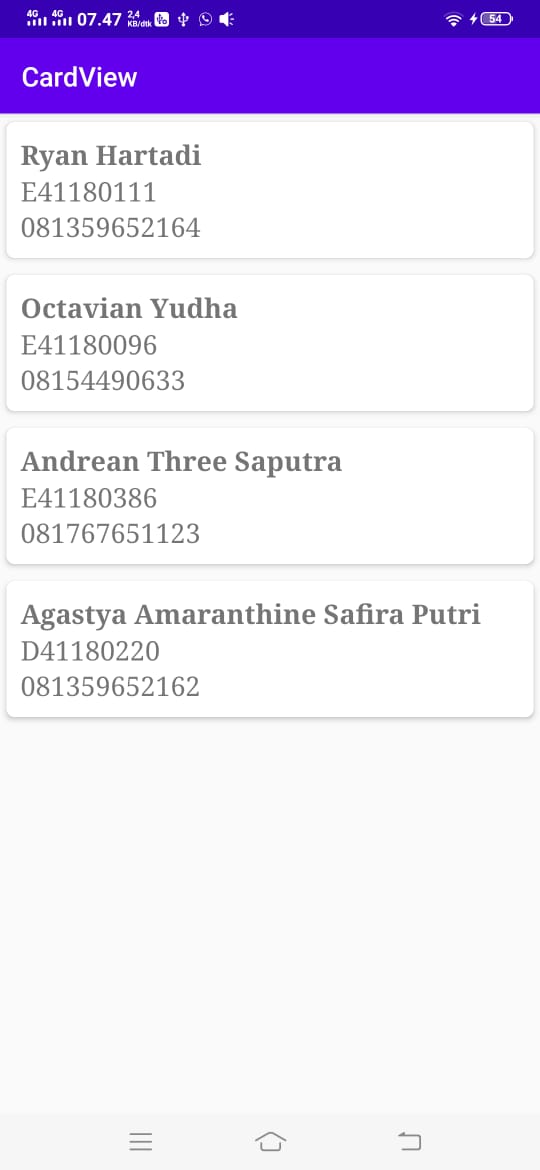 4G 4G 07.47 2,4 KB/dtk 54
CardView
Ryan Hartadi
E41180111
081359652164
Octavian Yudha
E41180096
08154490633
Andrean Three Saputra
E41180386
081767651123
Agastya Amaranthine Safira Putri
D41180220
081359652162